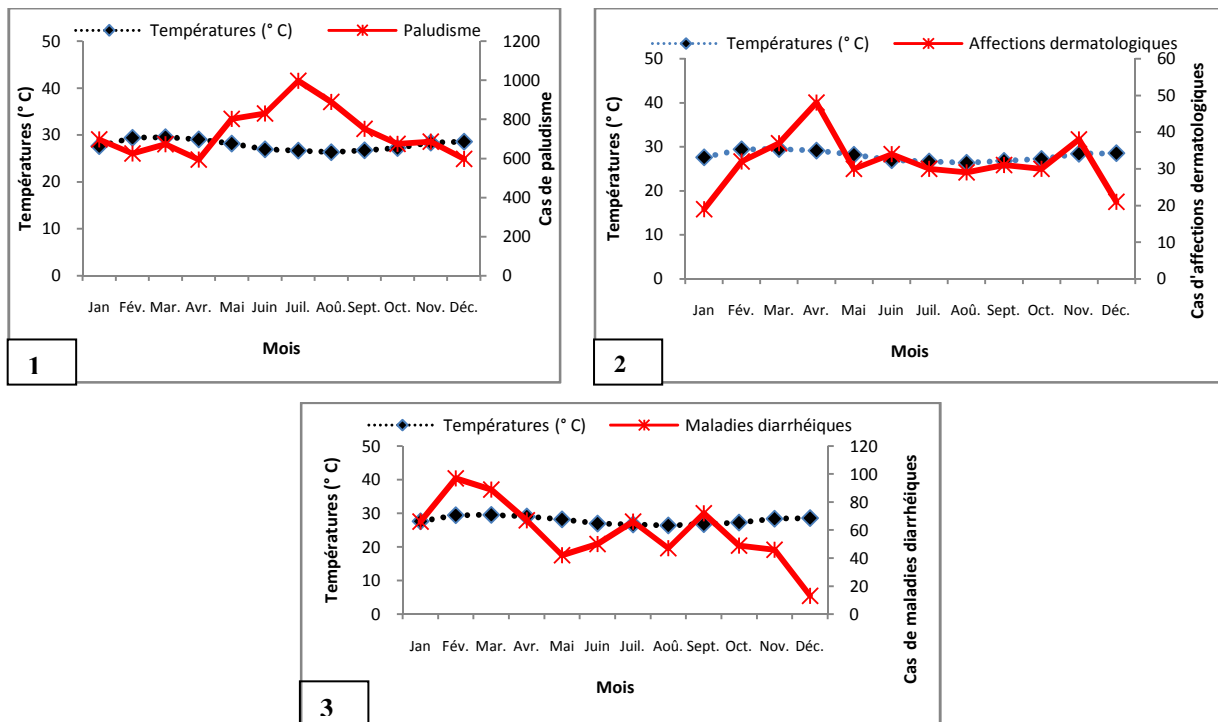 Températures (° C) Paludisme
50
40
30
20
10
0
Températures (° C)
1200
1000
800
600
400
200
0
Cas de paludisme
Jan Fév. Mar. Avr. Mai Juin Juil. Aoû. Sept. Oct. Nov. Déc.
Mois
1
Températures (° C) Affections dermatologiques
50
40
30
20
10
0
Températures (° C)
60
50
40
30
20
10
0
Cas d'affections dermatologiques
Jan Fév. Mar. Avr. Mai Juin Juil. Aoû. Sept. Oct. Nov. Déc.
Mois
2
Températures (° C) Maladies diarrhéiques
50
40
30
20
10
0
Températures (° C)
120
100
80
60
40
20
0
Cas de maladies diarrhéiques
Jan Fév. Mar. Avr. Mai Juin Juil. Aoû. Sept. Oct. Nov. Déc.
Mois
3